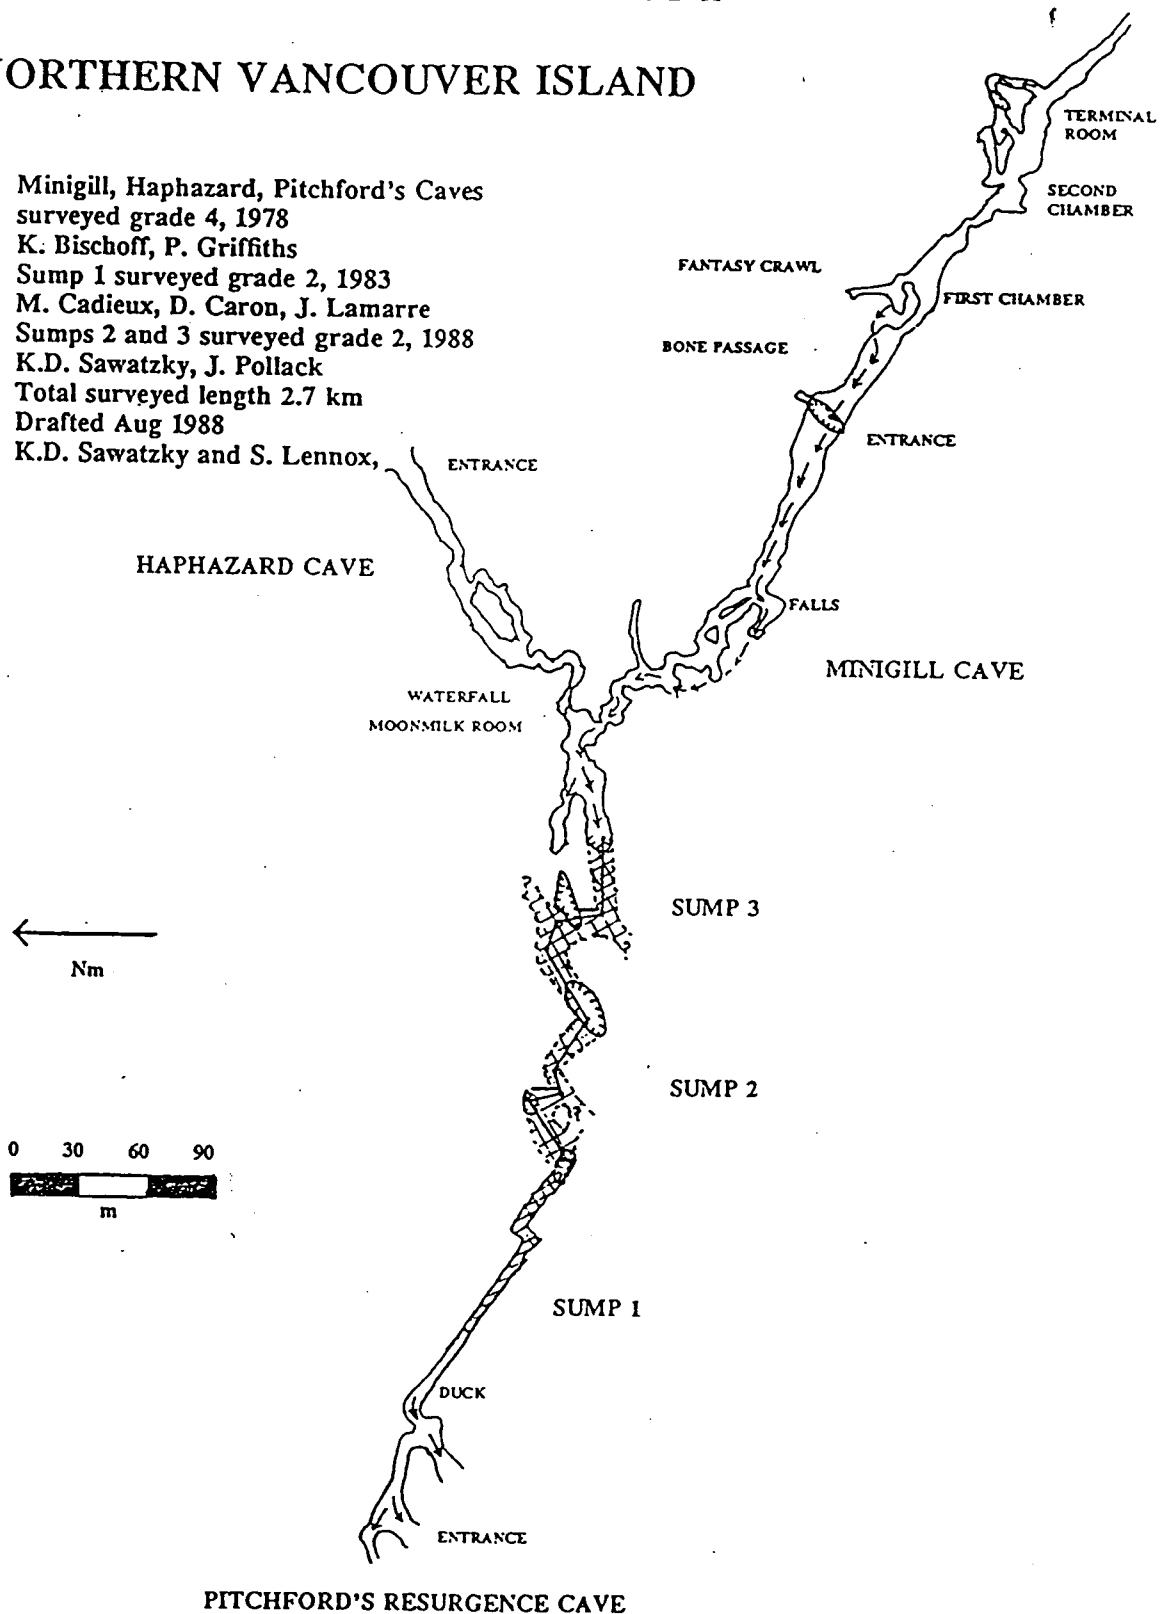 ORTHERN VANCOUVER ISLAND
Minigill, Haphazard, Pitchford's Caves
surveyed grade 4, 1978
K. Bischoff, P. Griffiths
Sump 1 surveyed grade 2, 1983
M. Cadieux, D. Caron, J. Lamarre
Sumps 2 and 3 surveyed grade 2, 1988
K.D. Sawatzky, J. Pollack
Total surveyed length 2.7 km
Drafted Aug 1988
K.D. Sawatzky and S. Lennox,
TERMINAL
ROOM
SECOND
CHAMBER
FANTASY CRAWL
FIRST CHAMBER
BONE PASSAGE
ENTRANCE
ENTRANCE
HAPHAZARD CAVE
FALLS
MINIGILL CAVE
WATERFALL
MOONMILK ROOM
?
SUMP 3
Nm
SUMP 2
?
0 30 60 90
m
SUMP 1
DUCK
ENTRANCE
PITCHFORD'S RESURGENCE CAVE